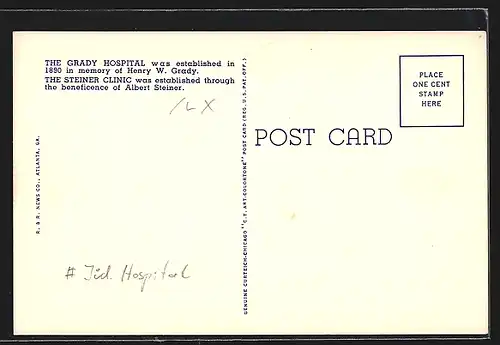 THE GRADY HOSPITAL was established in
1890 in memory of Henry W. Grady.
THE STEINER CLINIC was established through
the beneficence of Albert Steiner.
PLACE
ONE CENT
STAMP
HERE
POST CARD
R. & R. NEWS CO., ATLANTA, GA.
GENUINE CURTEICH-CHICAGO "C.T. ART-COLORTONE" POST CARD (REG. U.S. PAT. OFF.)
# Jüd. Hospital